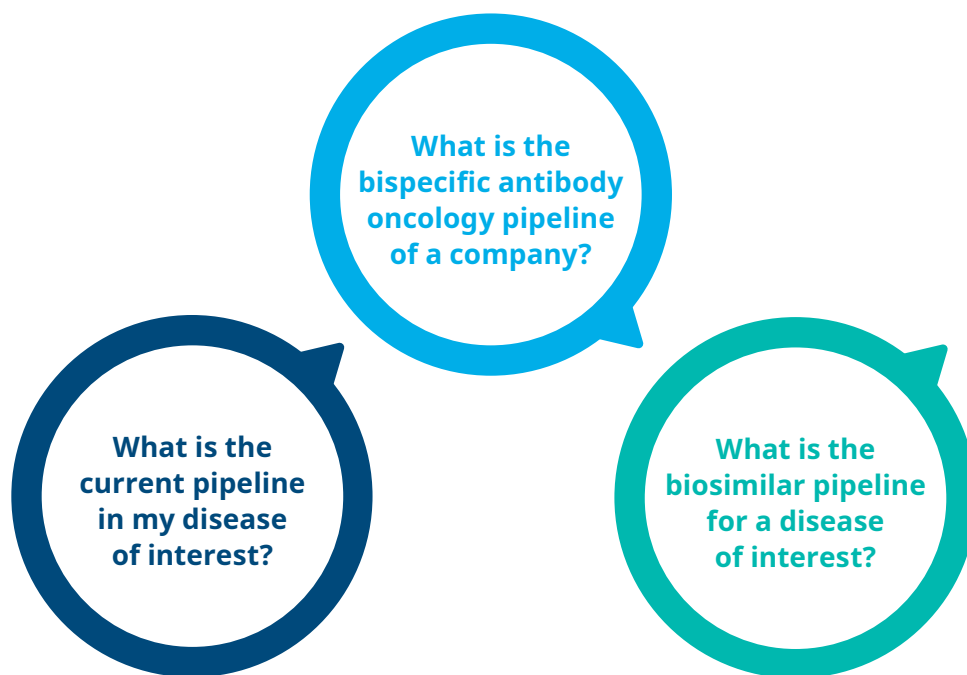 What is the
bispecific antibody
oncology pipeline
of a company?
What is the
current pipeline
in my disease
of interest?
What is the
biosimilar pipeline
for a disease
of interest?